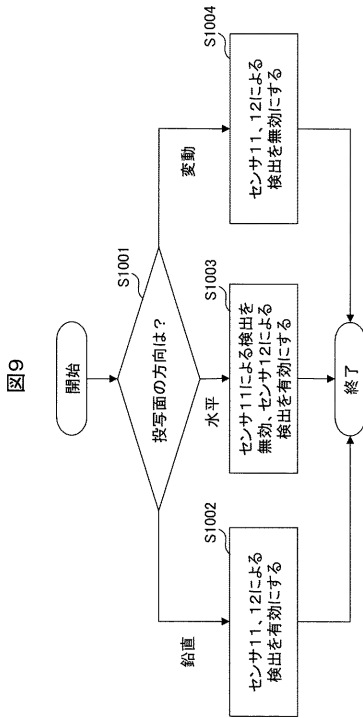 図9
開始
S1001
投写面の方向は？
鉛直
水平
変動
S1002
センサ11、12による
検出を有効にする
S1003
センサ11による検出を
無効、センサ12による
検出を有効にする
S1004
センサ11、12による
検出を無効にする
終了